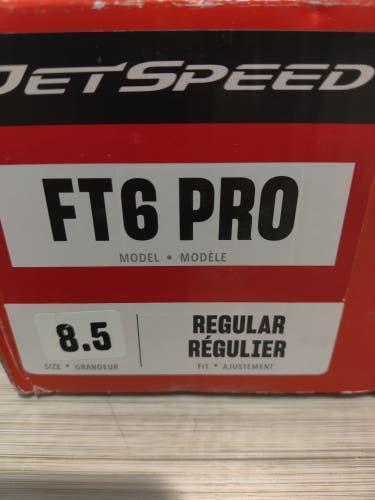 JETSPEED
FT6 PRO
MODEL • MODÈLE
8.5
SIZE • GRANDEUR
REGULAR
RÉGULIER
FIT • AJUSTEMENT